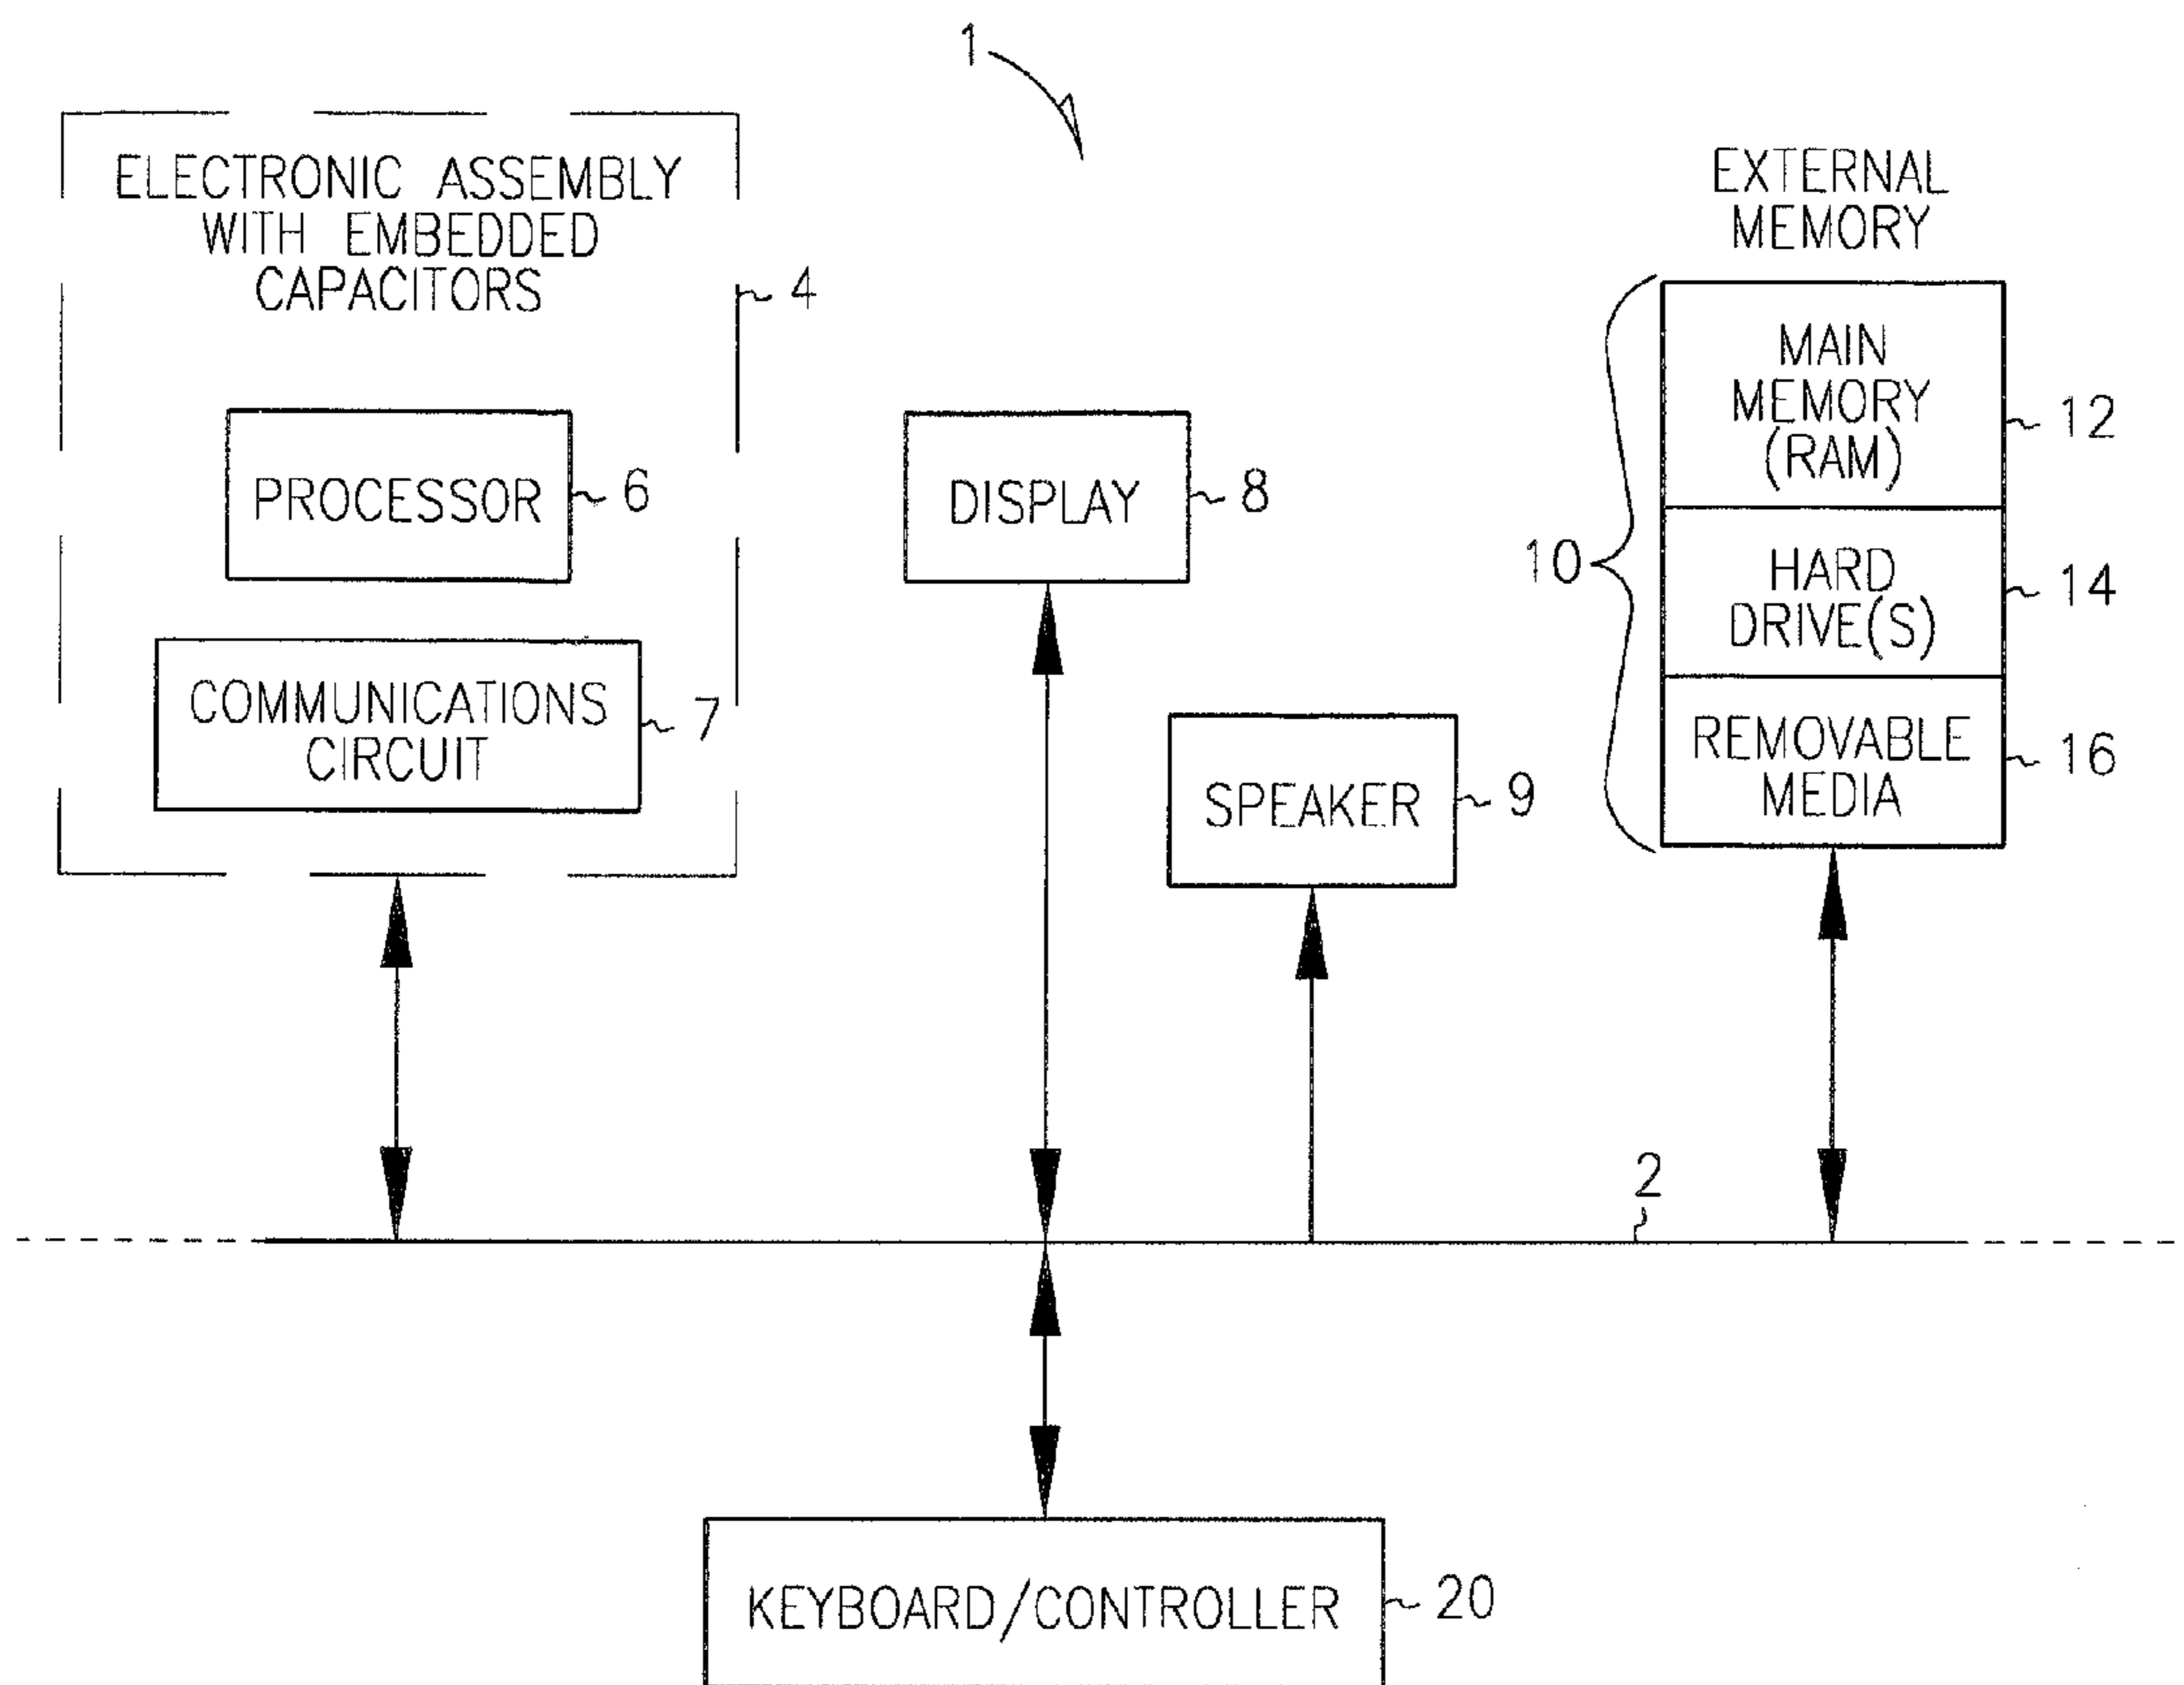 1
ELECTRONIC ASSEMBLY
WITH EMBEDDED
CAPACITORS
4
PROCESSOR
6
COMMUNICATIONS
CIRCUIT
7
DISPLAY
8
SPEAKER
9
EXTERNAL
MEMORY
10
MAIN
MEMORY
(RAM)
12
HARD
DRIVE(S)
14
REMOVABLE
MEDIA
16
2
KEYBOARD/CONTROLLER
20